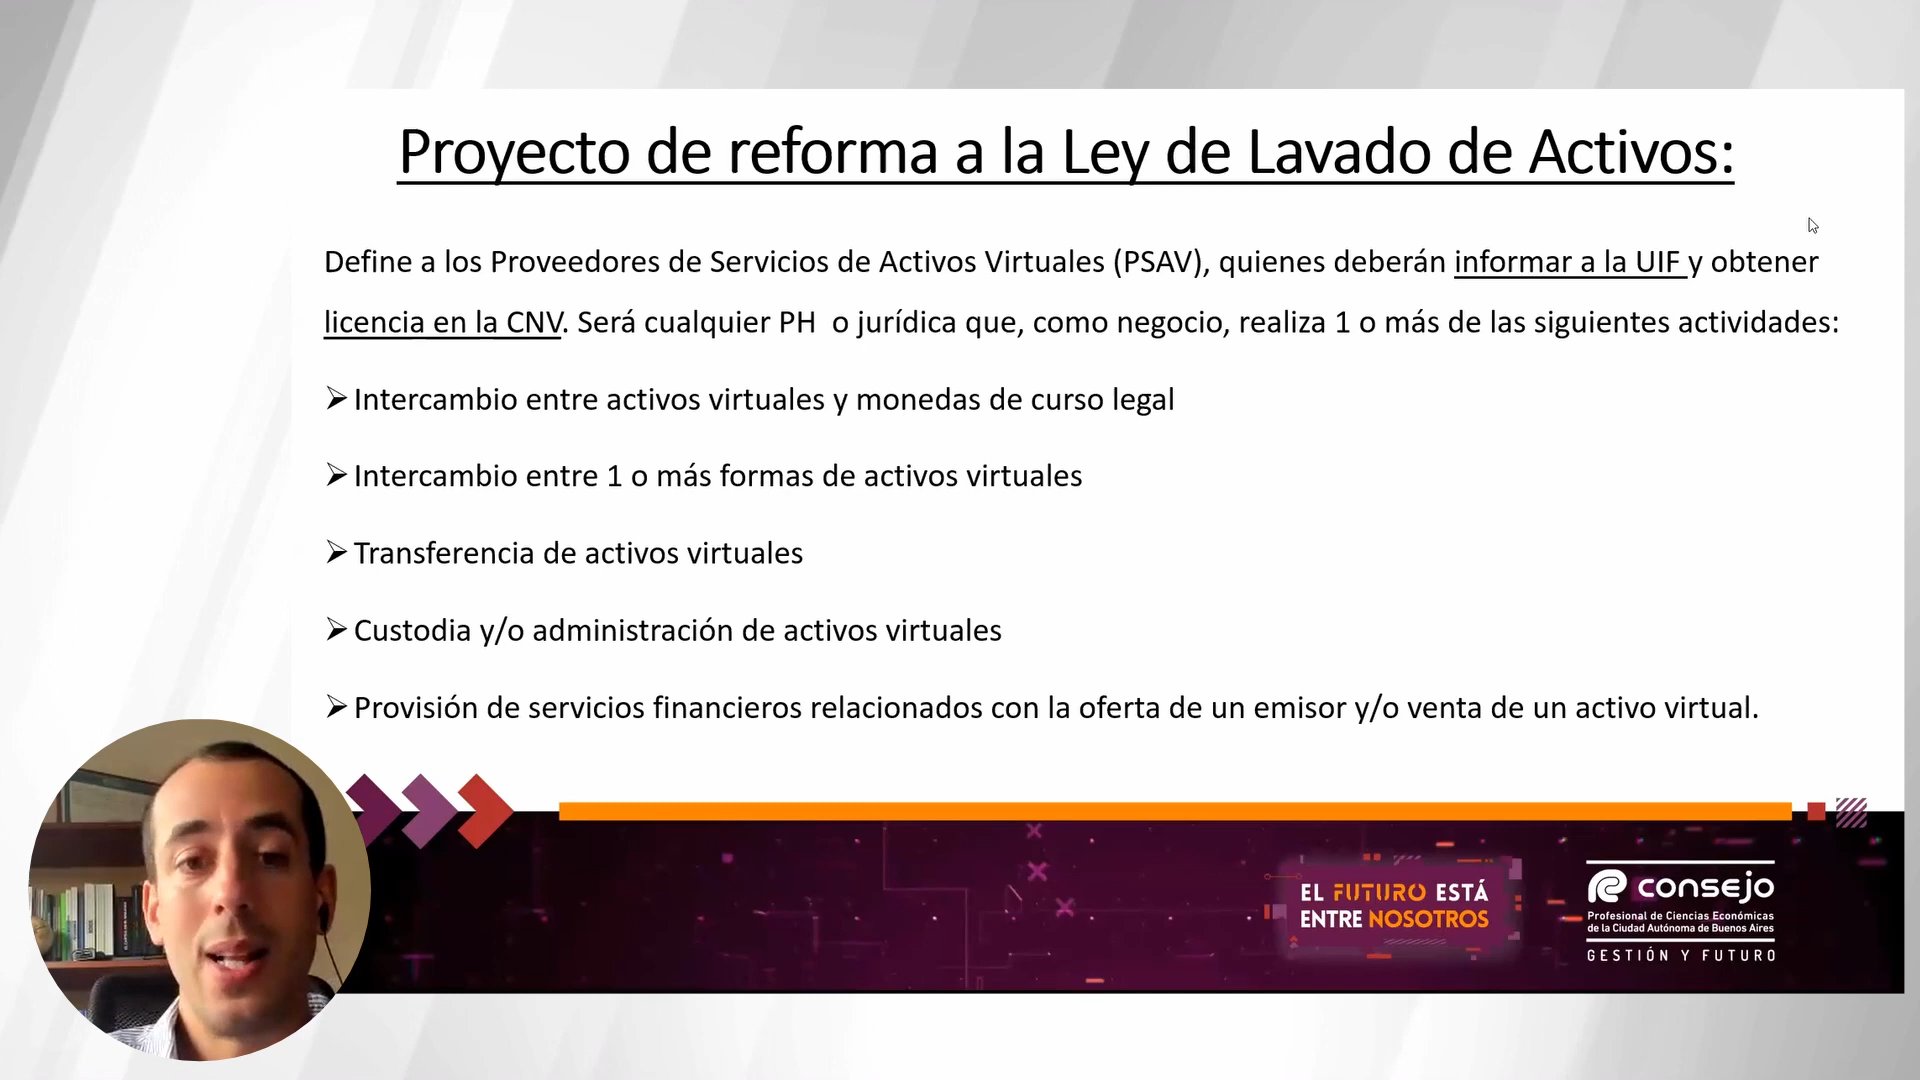 Proyecto de reforma a la Ley de Lavado de Activos:
Define a los Proveedores de Servicios de Activos Virtuales (PSAV), quienes deberán informar a la UIF y obtener
licencia en la CNV. Será cualquier PH o jurídica que, como negocio, realiza 1 o más de las siguientes actividades:
➢ Intercambio entre activos virtuales y monedas de curso legal
➢ Intercambio entre 1 o más formas de activos virtuales
➢ Transferencia de activos virtuales
➢ Custodia y/o administración de activos virtuales
➢ Provisión de servicios financieros relacionados con la oferta de un emisor y/o venta de un activo virtual.
EL FUTURO ESTÁ
ENTRE NOSOTROS
consejo
Profesional de Ciencias Económicas
de la Ciudad Autónoma de Buenos Aires
GESTIÓN Y FUTURO